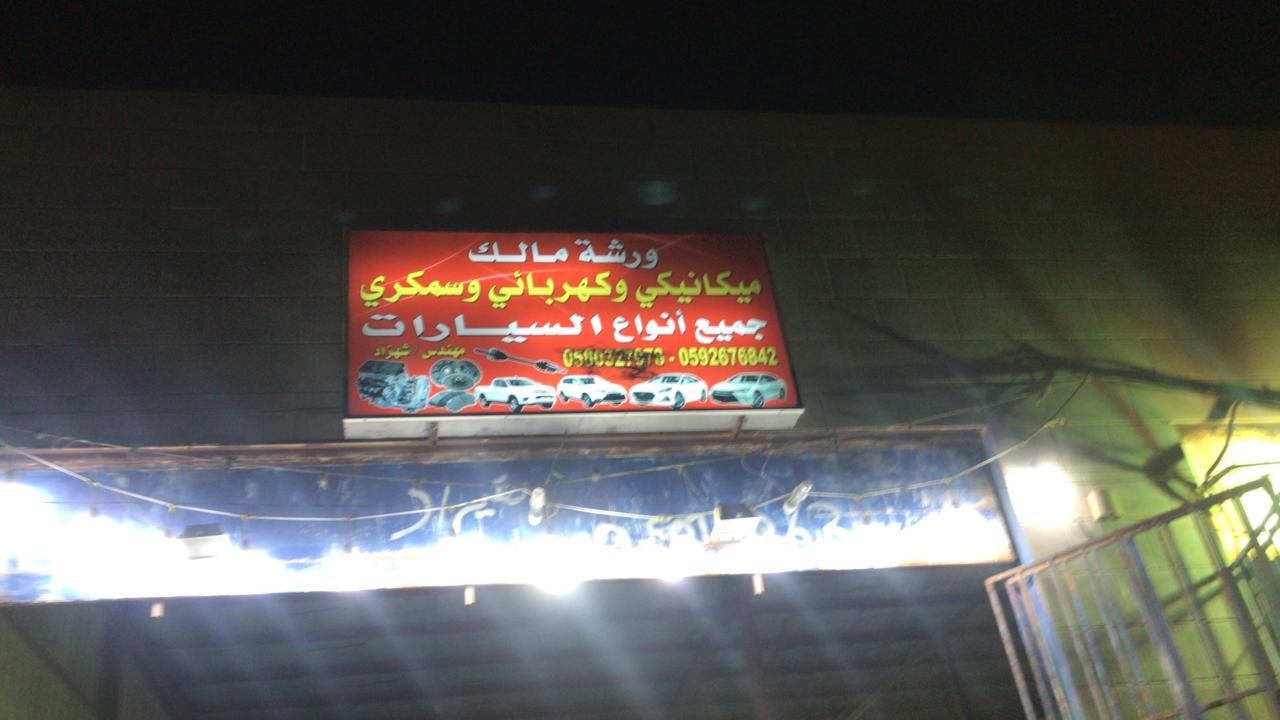 ورشة مالك
ميكانيكي وكهربائي وسمكري
جميع أنواع السيارات
0592676842
مهندس / شهزاد